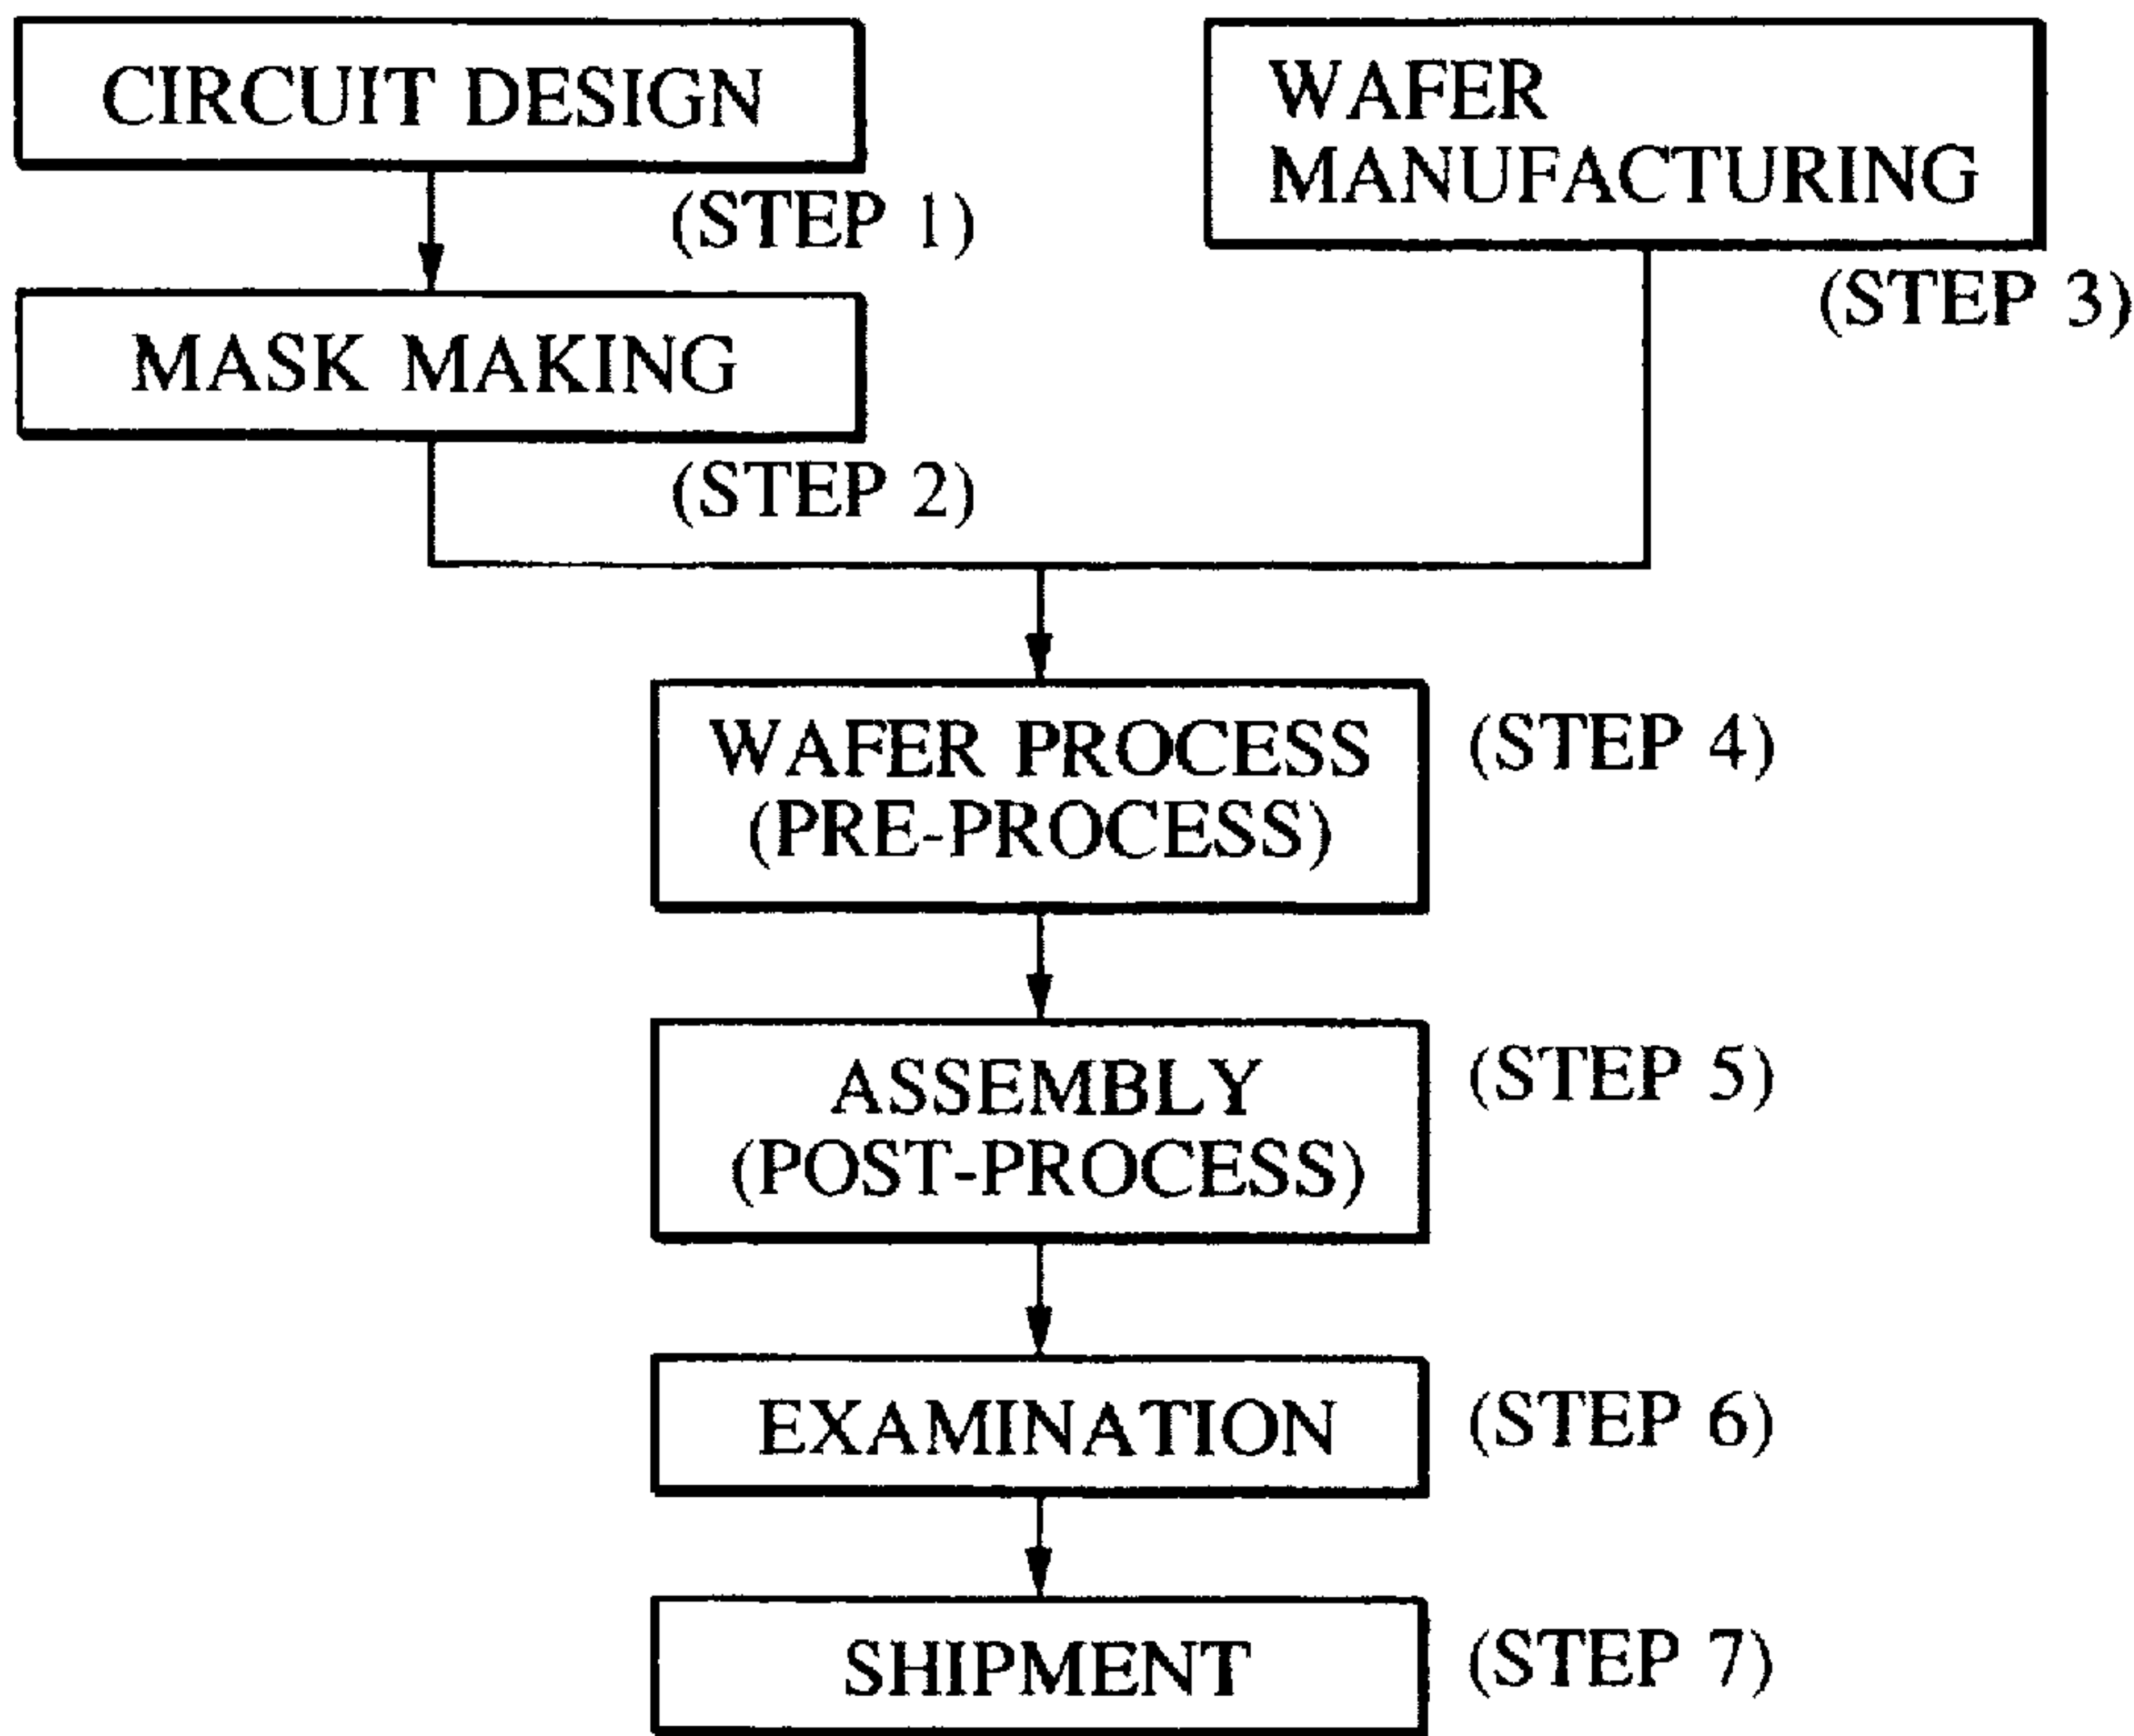 CIRCUIT DESIGN
(STEP 1)
MASK MAKING
(STEP 2)
WAFER
MANUFACTURING
(STEP 3)
WAFER PROCESS
(PRE-PROCESS)
(STEP 4)
ASSEMBLY
(POST-PROCESS)
(STEP 5)
EXAMINATION
(STEP 6)
SHIPMENT
(STEP 7)